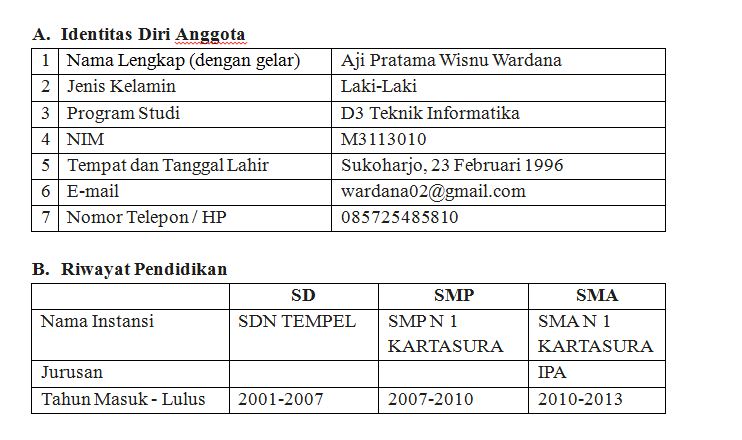 A. Identitas Diri Anggota
1 Nama Lengkap (dengan gelar) Aji Pratama Wisnu Wardana
2 Jenis Kelamin Laki-Laki
3 Program Studi D3 Teknik Informatika
4 NIM M3113010
5 Tempat dan Tanggal Lahir Sukoharjo, 23 Februari 1996
6 E-mail wardana02@gmail.com
7 Nomor Telepon / HP 085725485810
B. Riwayat Pendidikan
SD SMP SMA
Nama Instansi SDN TEMPEL SMP N 1 SMA N 1
KARTASURA KARTASURA
Jurusan IPA
Tahun Masuk - Lulus 2001-2007 2007-2010 2010-2013